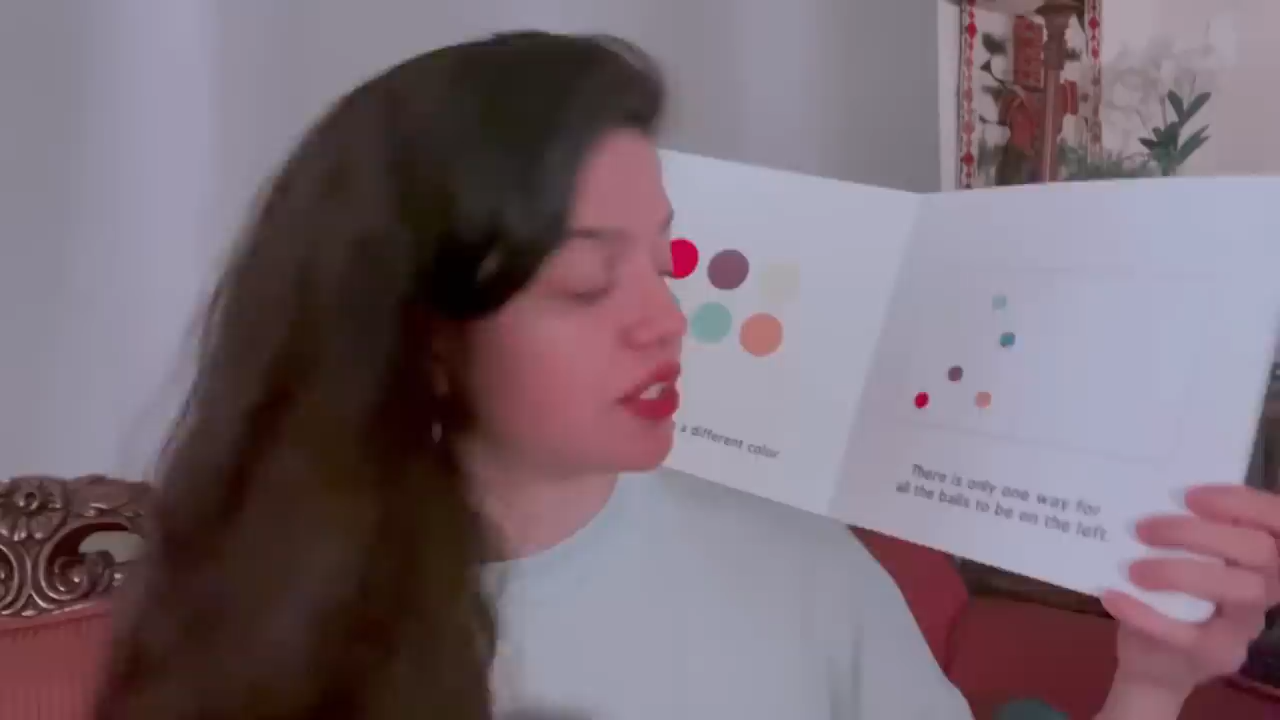 a different color
There is only one way for
all the balls to be on the left.